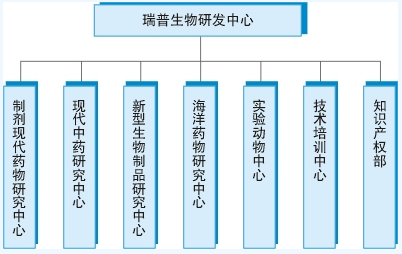 瑞普生物研发中心
制剂现代药物研究中心
现代中药研究中心
新型生物制品研究中心
海洋药物研究中心
实验动物中心
技术培训中心
知识产权部